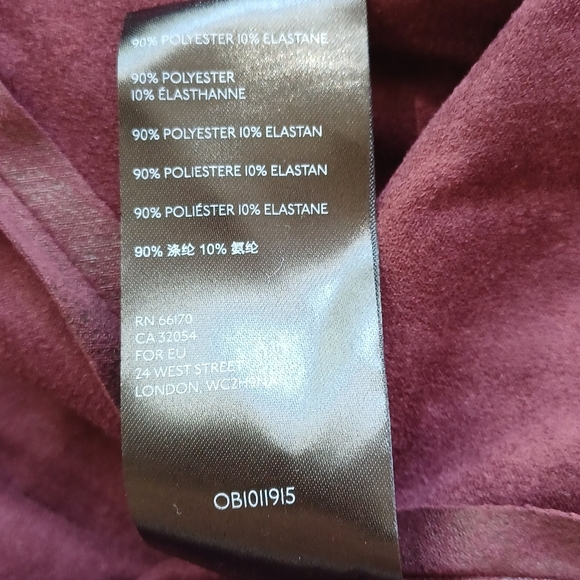 90% POLYESTER 10% ELASTANE
90% POLYESTER
10% ÉLASTHANNE
90% POLYESTER 10% ELASTAN
90% POLIESTERE 10% ELASTAN
90% POLIÉSTER 10% ELASTANE
90% 涤纶 10% 氨纶
RN 66170
CA 32054
FOR EU
24 WEST STREET
LONDON, WC2H9NA
OB1011915